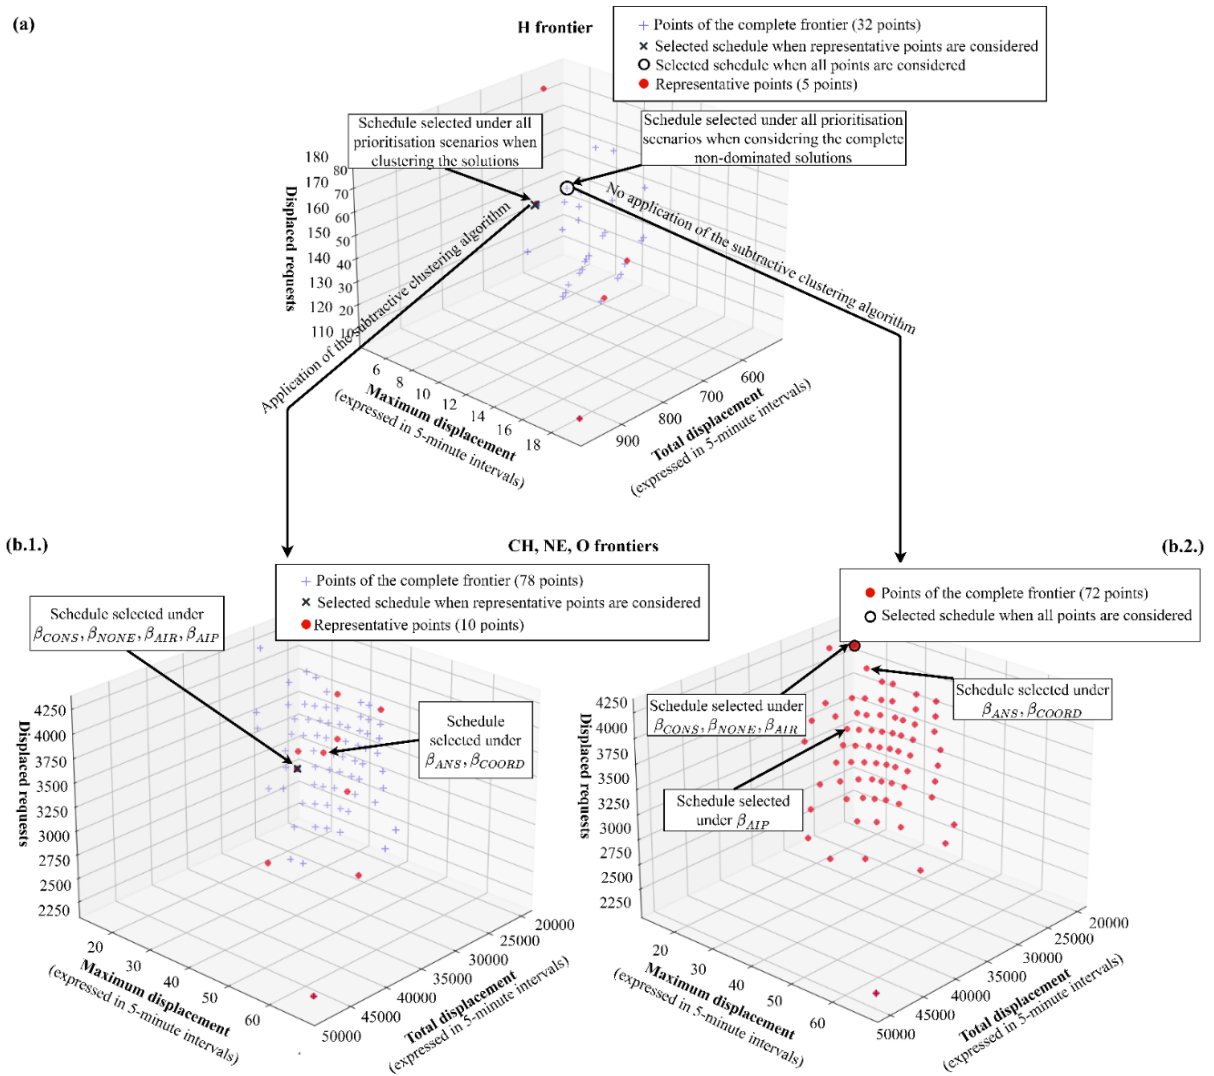 (a)
H frontier
Points of the complete frontier (32 points)
Selected schedule when representative points are considered
Selected schedule when all points are considered
Representative points (5 points)
Schedule selected under all
prioritisation scenarios when
clustering the solutions
Schedule selected under all prioritisation
scenarios when considering the complete
non-dominated solutions
Application of the subtractive clustering algorithm
No application of the subtractive clustering algorithm
Displaced requests
180
170
160
150
140
130
120
110
80
70
60
50
40
30
20
10
6
8
10
12
14
16
18
Maximum displacement
(expressed in 5-minute intervals)
600
700
800
900
Total displacement
(expressed in 5-minute intervals)
(b.1.)
CH, NE, O frontiers
(b.2.)
Points of the complete frontier (78 points)
Selected schedule when representative points are considered
Representative points (10 points)
Schedule selected under
β_CONS, β_NONE, β_AIR, β_AIP
Schedule
selected under
β_ANS, β_COORD
Displaced requests
4250
4000
3750
3500
3250
3000
2750
2500
2250
20
30
40
50
60
Maximum displacement
(expressed in 5-minute intervals)
20000
25000
30000
35000
40000
45000
50000
Total displacement
(expressed in 5-minute intervals)
Points of the complete frontier (72 points)
Selected schedule when all points are considered
Schedule selected under
β_CONS, β_NONE, β_AIR
Schedule selected under
β_ANS, β_COORD
Schedule selected
under β_AIP
Displaced requests
4250
4000
3750
3500
3250
3000
2750
2500
2250
20
30
40
50
60
Maximum displacement
(expressed in 5-minute intervals)
20000
25000
30000
35000
40000
45000
50000
Total displacement
(expressed in 5-minute intervals)